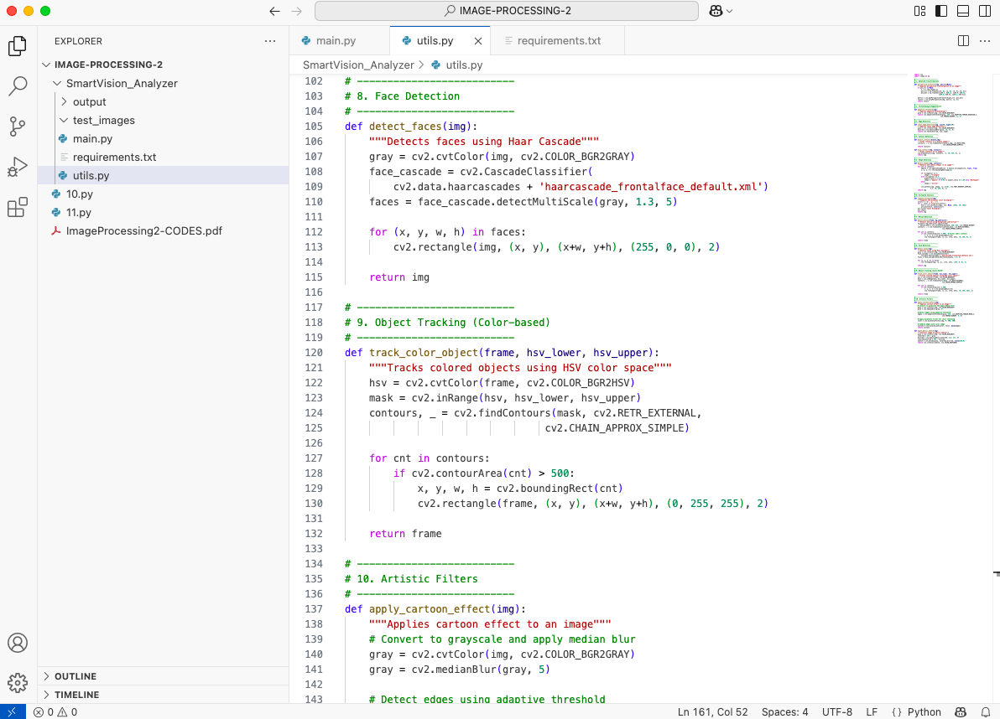 IMAGE-PROCESSING-2
EXPLORER
IMAGE-PROCESSING-2
SmartVision_Analyzer
output
test_images
main.py
requirements.txt
utils.py
10.py
11.py
ImageProcessing2-CODES.pdf
OUTLINE
TIMELINE
main.py
utils.py
requirements.txt
SmartVision_Analyzer > utils.py
102 # --------------------------
103 # 8. Face Detection
104 # --------------------------
105 def detect_faces(img):
106 """Detects faces using Haar Cascade"""
107 gray = cv2.cvtColor(img, cv2.COLOR_BGR2GRAY)
108 face_cascade = cv2.CascadeClassifier(
109 cv2.data.haarcascades + 'haarcascade_frontalface_default.xml')
110 faces = face_cascade.detectMultiScale(gray, 1.3, 5)
111
112 for (x, y, w, h) in faces:
113 cv2.rectangle(img, (x, y), (x+w, y+h), (255, 0, 0), 2)
114
115 return img
116
117 # --------------------------
118 # 9. Object Tracking (Color-based)
119 # --------------------------
120 def track_color_object(frame, hsv_lower, hsv_upper):
121 """Tracks colored objects using HSV color space"""
122 hsv = cv2.cvtColor(frame, cv2.COLOR_BGR2HSV)
123 mask = cv2.inRange(hsv, hsv_lower, hsv_upper)
124 contours, _ = cv2.findContours(mask, cv2.RETR_EXTERNAL,
125 cv2.CHAIN_APPROX_SIMPLE)
126
127 for cnt in contours:
128 if cv2.contourArea(cnt) > 500:
129 x, y, w, h = cv2.boundingRect(cnt)
130 cv2.rectangle(frame, (x, y), (x+w, y+h), (0, 255, 255), 2)
131
132 return frame
133
134 # --------------------------
135 # 10. Artistic Filters
136 # --------------------------
137 def apply_cartoon_effect(img):
138 """Applies cartoon effect to an image"""
139 # Convert to grayscale and apply median blur
140 gray = cv2.cvtColor(img, cv2.COLOR_BGR2GRAY)
141 gray = cv2.medianBlur(gray, 5)
142
143 # Detect edges using adaptive threshold
0 0
Ln 161, Col 52 Spaces: 4 UTF-8 LF {} Python